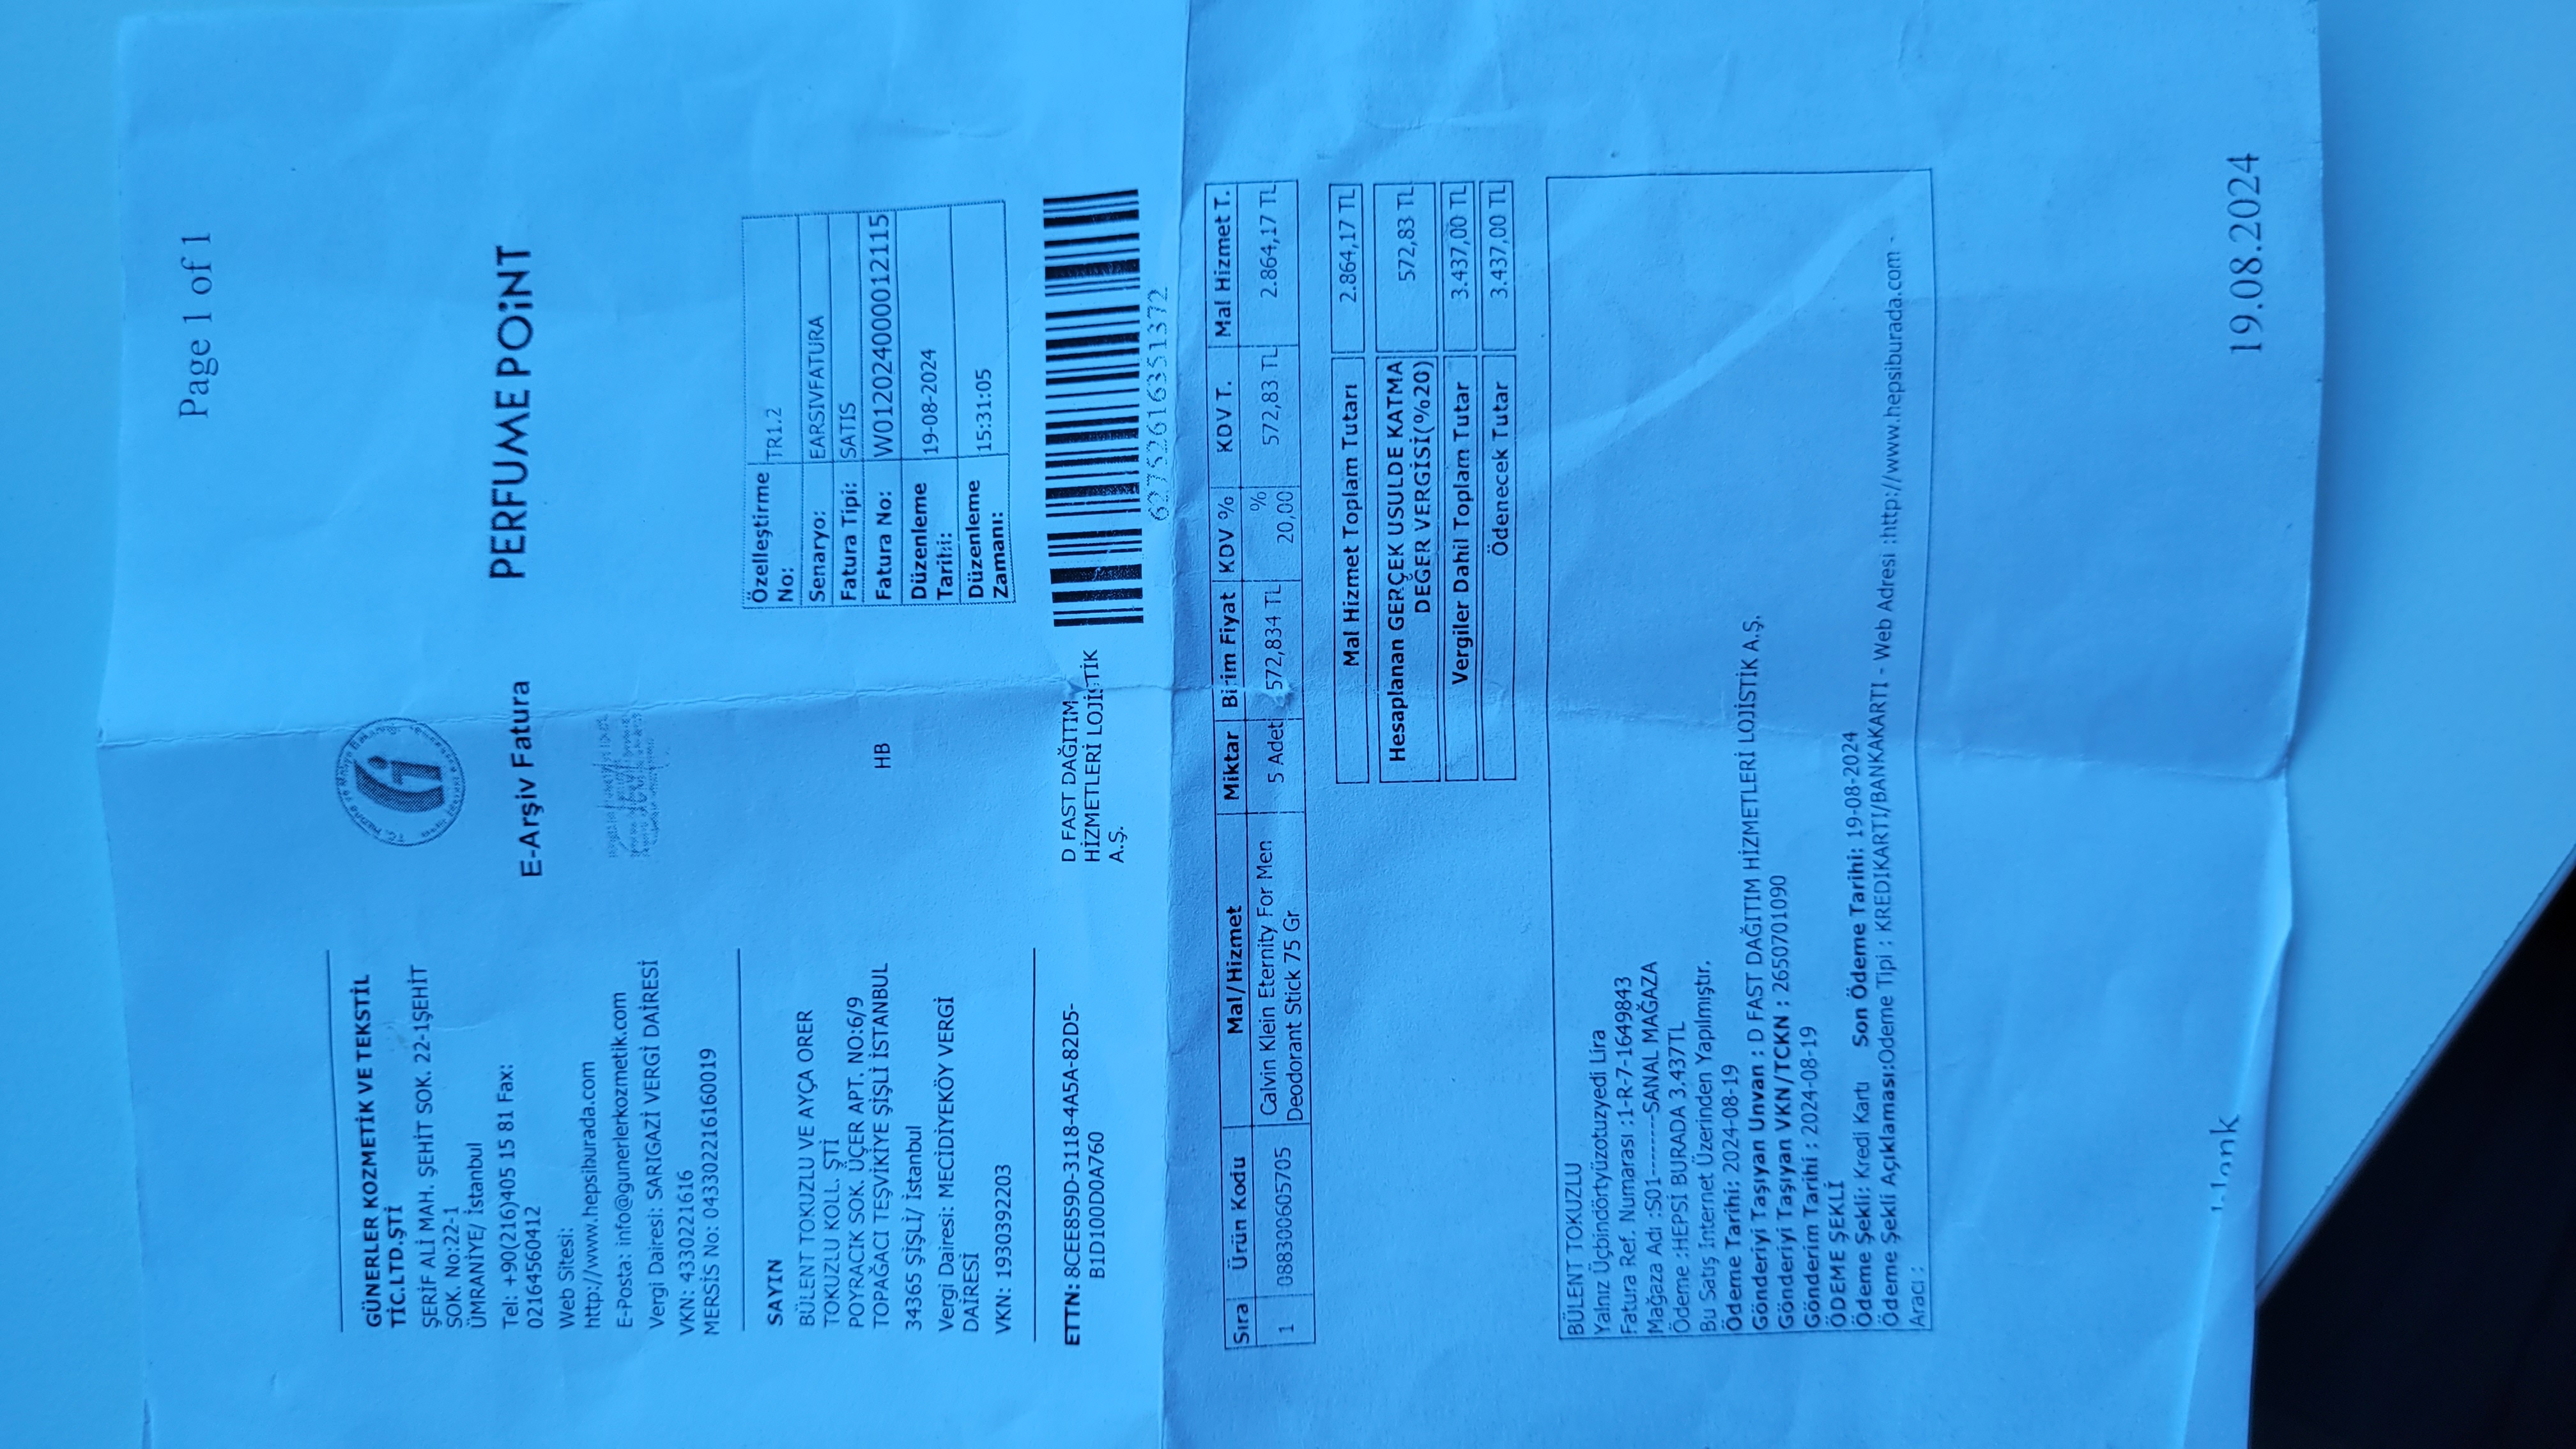 Page 1 of 1
GÜNERLER KOZMETİK VE TEKSTİL
TİC.LTD.ŞTİ
ŞERİF ALİ MAH. ŞEHİT SOK. 22-1ŞEHİT
SOK. No:22-1
ÜMRANİYE/ İstanbul
Tel: +90(216)405 15 81 Fax:
02164560412
Web Sitesi:
http://www.hepsiburada.com
E-Posta: info@gunerlerkozmetik.com
Vergi Dairesi: SARIGAZİ VERGİ DAİRESİ
VKN: 4330221616
MERSİS No: 0433022161600019
E-Arşiv Fatura
PERFUME POiNT
SAYIN
BÜLENT TOKUZLU VE AYÇA ORER
TOKUZLU KOLL. ŞTİ
POYRACIK SOK. ÜÇER APT. NO:6/9
TOPAĞACI TEŞVİKİYE ŞİŞLİ İSTANBUL
34365 ŞİŞLİ/ İstanbul
Vergi Dairesi: MECİDİYEKÖY VERGİ
DAİRESİ
VKN: 1930392203
HB
Özelleştirme No: TR1.2
Senaryo: EARSIVFATURA
Fatura Tipi: SATIS
Fatura No: W012024000012115
Düzenleme Tarihi: 19-08-2024
Düzenleme Zamanı: 15:31:05
ETTN: 8CEE859D-3118-4A5A-82D5-
B1D100D0A760
D FAST DAĞITIM
HİZMETLERİ LOJİSTİK
A.Ş.
627526161351372
Sıra Ürün Kodu Mal/Hizmet Miktar Birim Fiyat KDV % KDV T. Mal Hizmet T.
1 088300605705 Calvin Klein Eternity For Men Deodorant Stick 75 Gr 5 Adet 572,834 TL % 20,00 572,83 TL 2.864,17 TL
Mal Hizmet Toplam Tutarı 2.864,17 TL
Hesaplanan GERÇEK USULDE KATMA DEĞER VERGİSİ(%20) 572,83 TL
Vergiler Dahil Toplam Tutar 3.437,00 TL
Ödenecek Tutar 3.437,00 TL
BÜLENT TOKUZLU
Yalnız Üçbindörtyüzotuzyedi Lira
Fatura Ref. Numarası :1-R-7-1649843
Mağaza Adı :S01--------SANAL MAĞAZA
Ödeme :HEPSİ BURADA 3.437TL
Bu Satış İnternet Üzerinden Yapılmıştır.
Ödeme Tarihi: 2024-08-19
Gönderiyi Taşıyan Unvan : D FAST DAĞITIM HİZMETLERİ LOJİSTİK A.Ş.
Gönderiyi Taşıyan VKN/TCKN : 2650701090
Gönderim Tarihi : 2024-08-19
ÖDEME ŞEKLİ
Ödeme Şekli: Kredi Kartı Son Ödeme Tarihi: 19-08-2024
Ödeme Şekli Açıklaması:Odeme Tipi : KREDIKARTI/BANKAKARTI - Web Adresi :http://www.hepsiburada.com -
Aracı :
19.08.2024